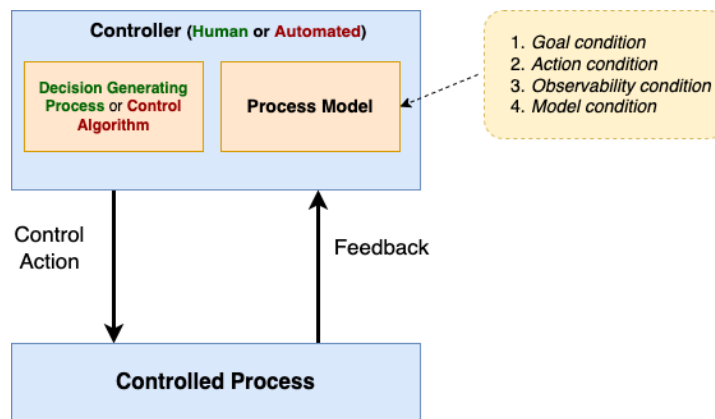 Controller (Human or Automated)
Decision Generating
Process or Control
Algorithm
Process Model
1. Goal condition
2. Action condition
3. Observability condition
4. Model condition
Control
Action
Feedback
Controlled Process